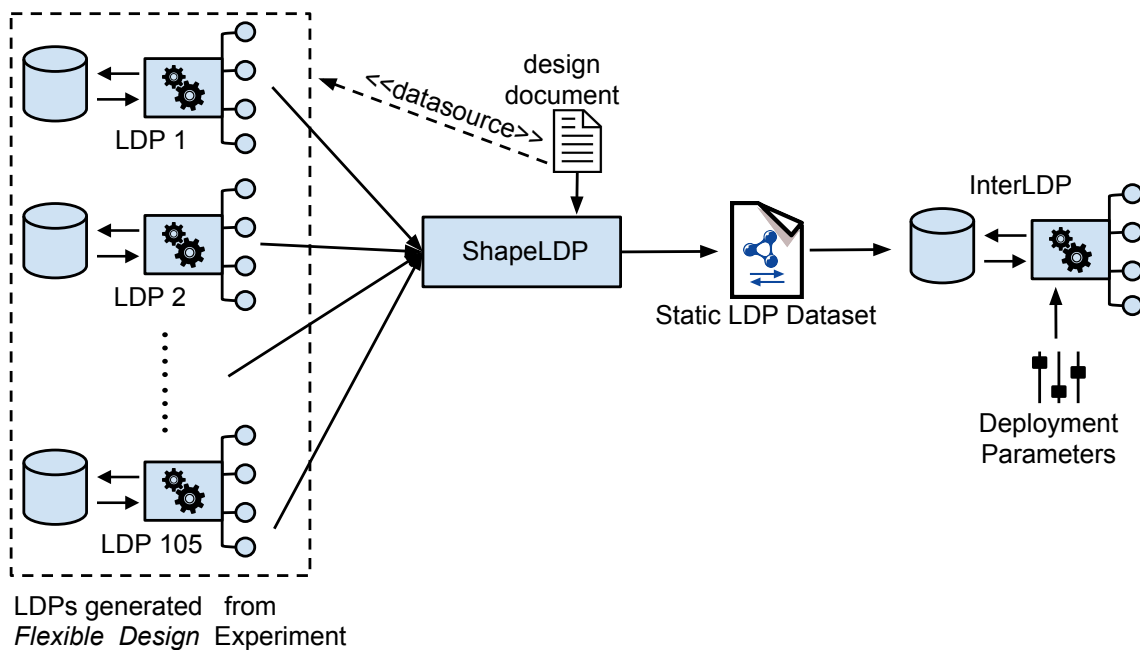 LDP 1
LDP 2
LDP 105
LDPs generated from
Flexible Design Experiment
<<datasource>>
design
document
ShapeLDP
Static LDP Dataset
InterLDP
Deployment
Parameters